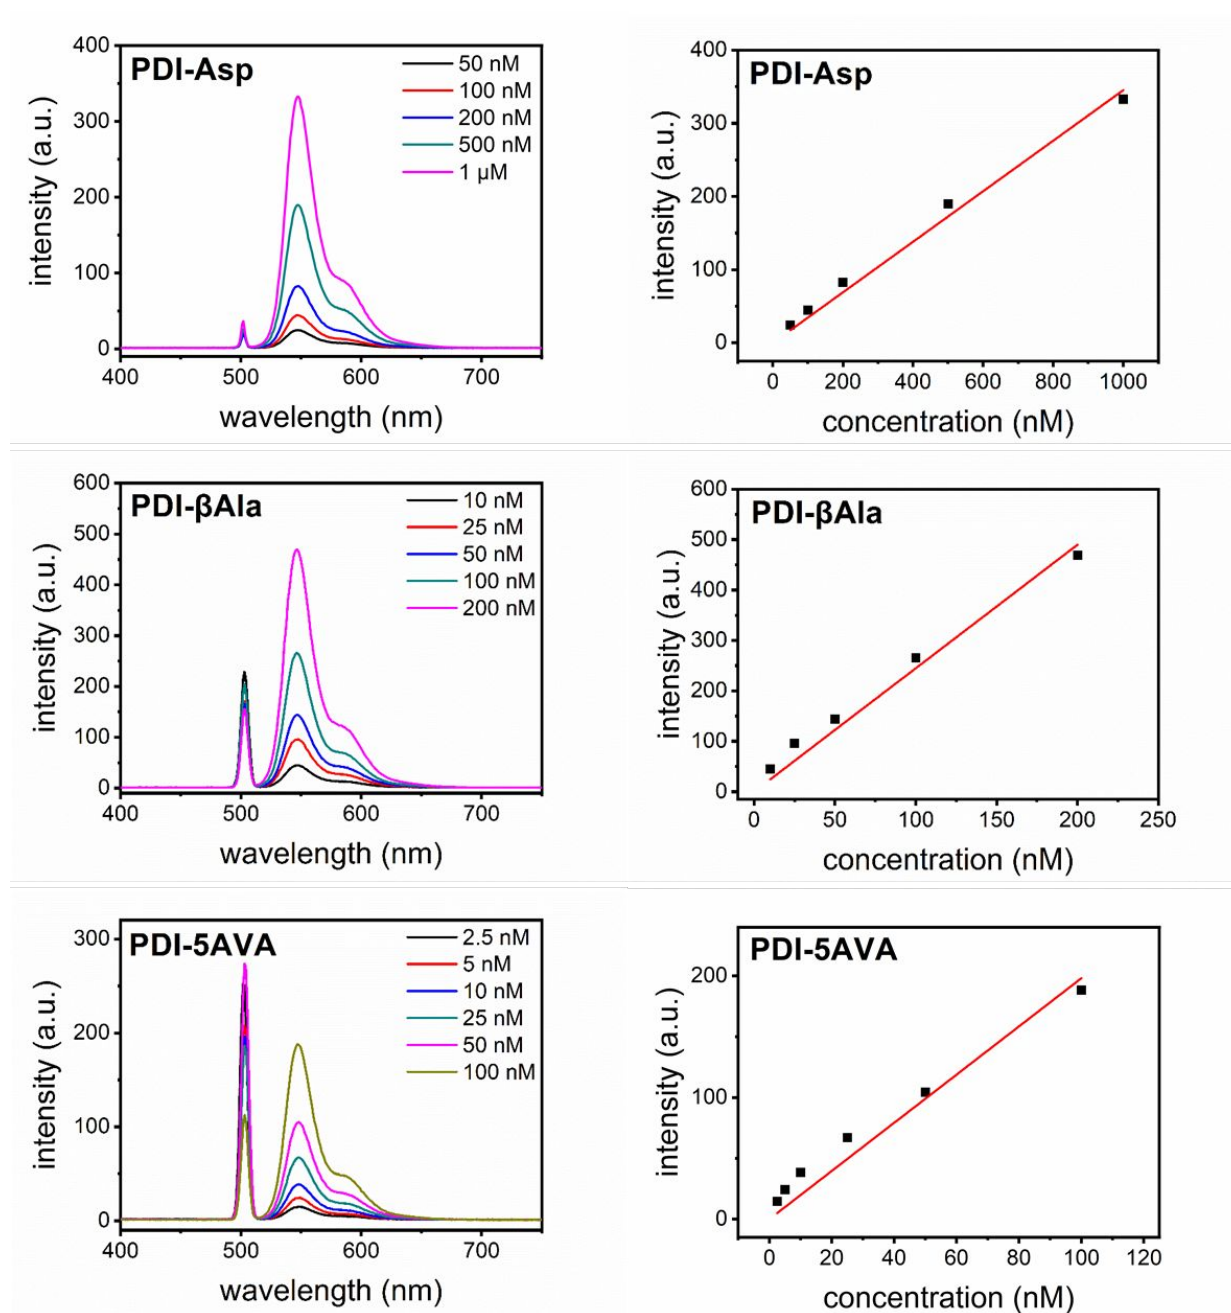 PDI-Asp
50 nM
100 nM
200 nM
500 nM
1 µM
400
300
200
100
0
intensity (a.u.)
400 500 600 700
wavelength (nm)
PDI-Asp
400
300
200
100
0
intensity (a.u.)
0 200 400 600 800 1000
concentration (nM)
PDI-βAla
10 nM
25 nM
50 nM
100 nM
200 nM
600
500
400
300
200
100
0
intensity (a.u.)
400 500 600 700
wavelength (nm)
PDI-βAla
600
500
400
300
200
100
0
intensity (a.u.)
0 50 100 150 200 250
concentration (nM)
PDI-5AVA
2.5 nM
5 nM
10 nM
25 nM
50 nM
100 nM
300
200
100
0
intensity (a.u.)
400 500 600 700
wavelength (nm)
PDI-5AVA
200
100
0
intensity (a.u.)
0 20 40 60 80 100 120
concentration (nM)